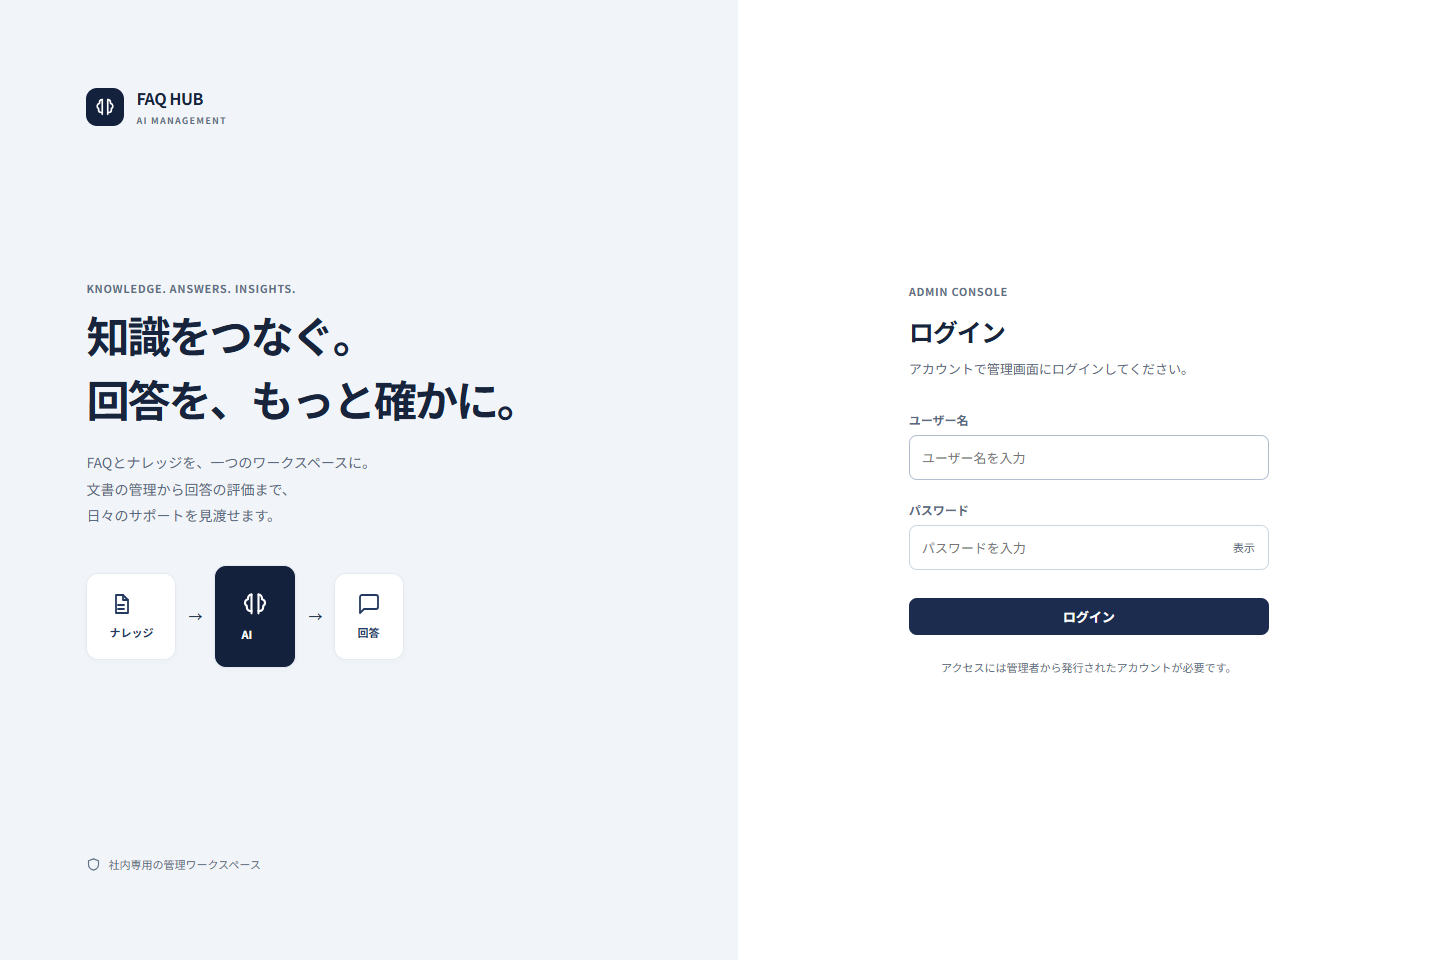 FAQ HUB
AI MANAGEMENT
KNOWLEDGE. ANSWERS. INSIGHTS.
知識をつなぐ。
回答を、もっと確かに。
FAQとナレッジを、一つのワークスペースに。
文書の管理から回答の評価まで、
日々のサポートを見渡せます。
ナレッジ
→
AI
→
回答
社内専用の管理ワークスペース
ADMIN CONSOLE
ログイン
アカウントで管理画面にログインしてください。
ユーザー名
ユーザー名を入力
パスワード
パスワードを入力
表示
ログイン
アクセスには管理者から発行されたアカウントが必要です。